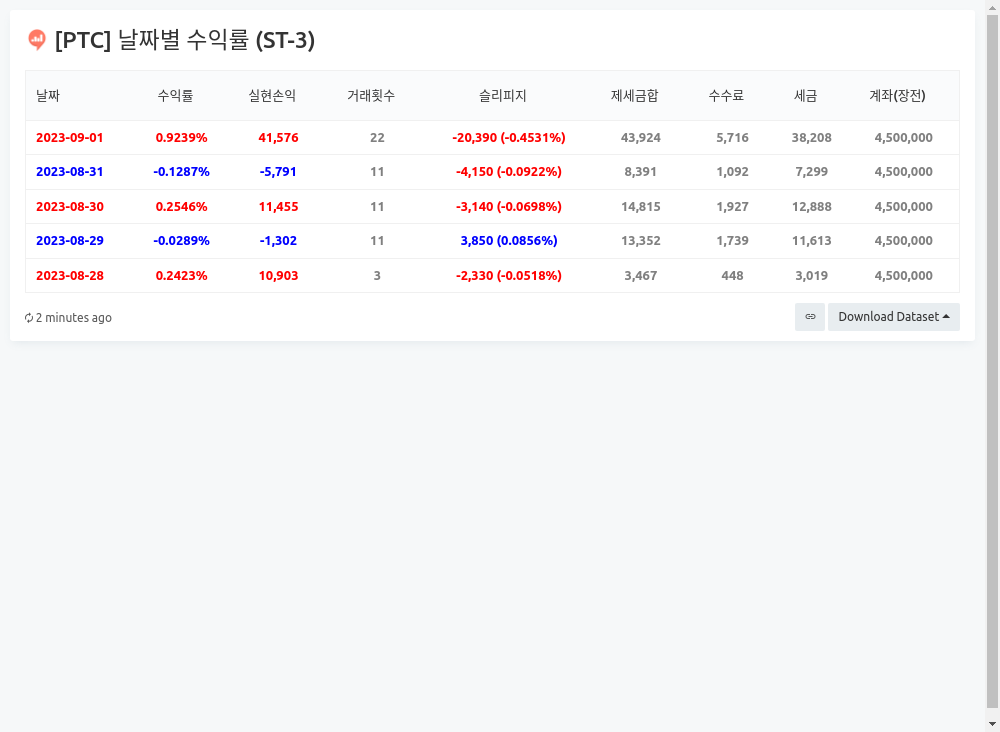 [PTC] 날짜별 수익률 (ST-3)
날짜 수익률 실현손익 거래횟수 슬리피지 제세금합 수수료 세금 계좌(장전)
2023-09-01 0.9239% 41,576 22 -20,390 (-0.4531%) 43,924 5,716 38,208 4,500,000
2023-08-31 -0.1287% -5,791 11 -4,150 (-0.0922%) 8,391 1,092 7,299 4,500,000
2023-08-30 0.2546% 11,455 11 -3,140 (-0.0698%) 14,815 1,927 12,888 4,500,000
2023-08-29 -0.0289% -1,302 11 3,850 (0.0856%) 13,352 1,739 11,613 4,500,000
2023-08-28 0.2423% 10,903 3 -2,330 (-0.0518%) 3,467 448 3,019 4,500,000
2 minutes ago Download Dataset